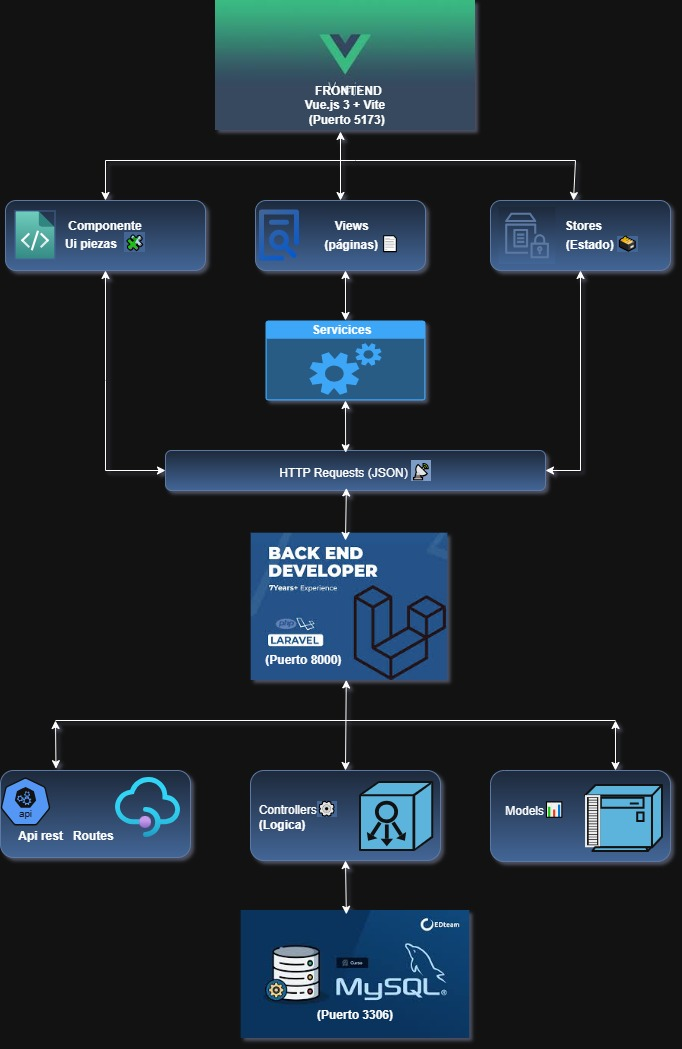 FRONTEND
Vue.js 3 + Vite
(Puerto 5173)
Componente
Ui piezas
Views
(páginas)
Stores
(Estado)
Servicices
HTTP Requests (JSON)
BACK END
DEVELOPER
7Years+ Experience
php
LARAVEL
(Puerto 8000)
api
Api rest Routes
Controllers
(Logica)
Models
EDteam
Curso
MySQL®
(Puerto 3306)